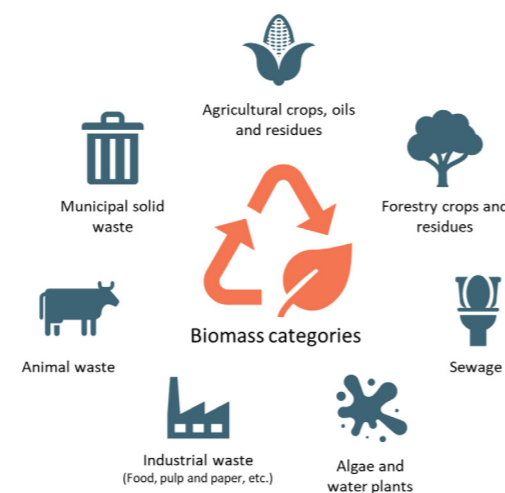 Agricultural crops, oils
and residues
Municipal solid
waste
Forestry crops and
residues
Biomass categories
Animal waste
Sewage
Industrial waste
(Food, pulp and paper, etc.)
Algae and
water plants